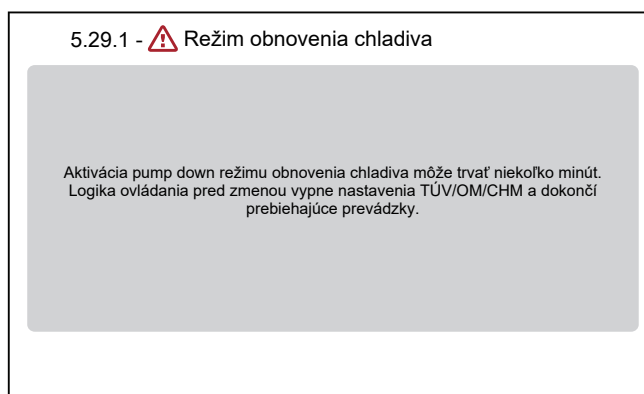 5.29.1 - Režim obnovenia chladiva
Aktivácia pump down režimu obnovenia chladiva môže trvať niekoľko minút.
Logika ovládania pred zmenou vypne nastavenia TÚV/OM/CHM a dokončí
prebiehajúce prevádzky.